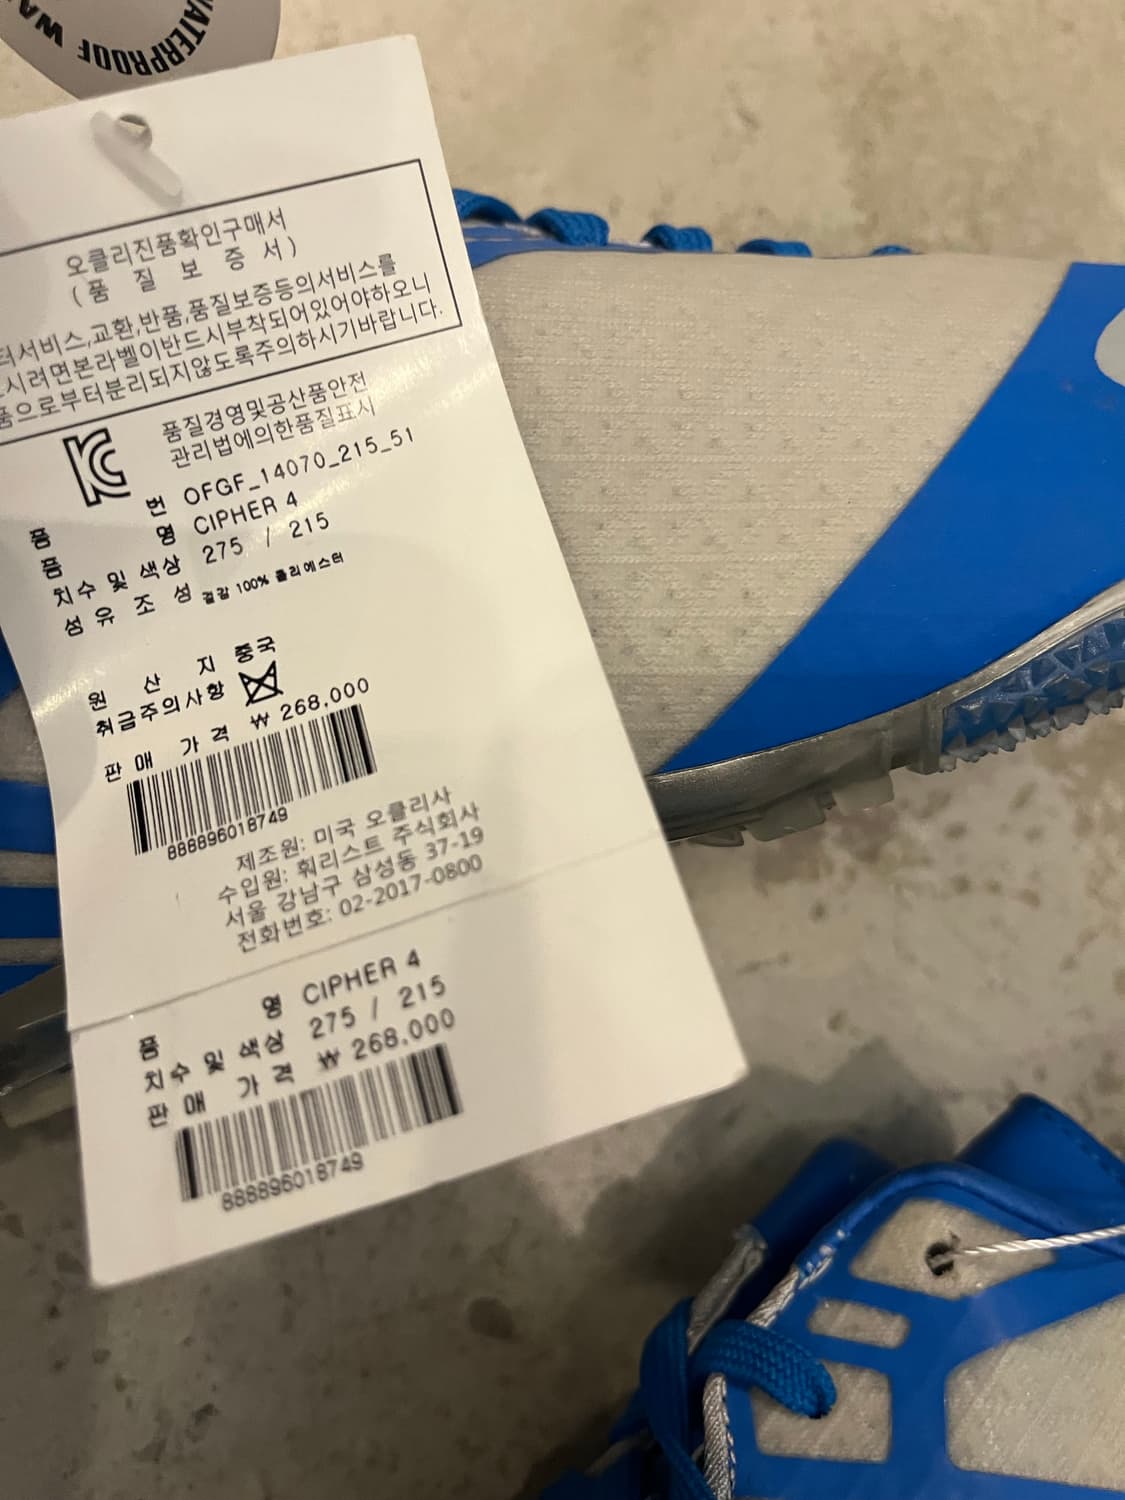 WATERPROOF WA
오클리진품확인구매서
(품 질 보 증 서)
터서비스,교환,반품,품질보증등의서비스를
시려면본라벨이반드시부착되어있어야하오니
품으로부터분리되지않도록주의하시기바랍니다.
품질경영및공산품안전
관리법에의한품질표시
품 번 OFGF_14070_215_51
품 명 CIPHER 4
치수 및 색상 275 / 215
섬 유 조 성 겉감 100% 폴리에스터
원 산 지 중국
취급주의사항
판 매 가 격 ₩ 268,000
888896018749
제조원: 미국 오클리사
수입원: 훠리스트 주식회사
서울 강남구 삼성동 37-19
전화번호: 02-2017-0800
품 명 CIPHER 4
치수 및 색상 275 / 215
판 매 가 격 ₩ 268,000
888896018749